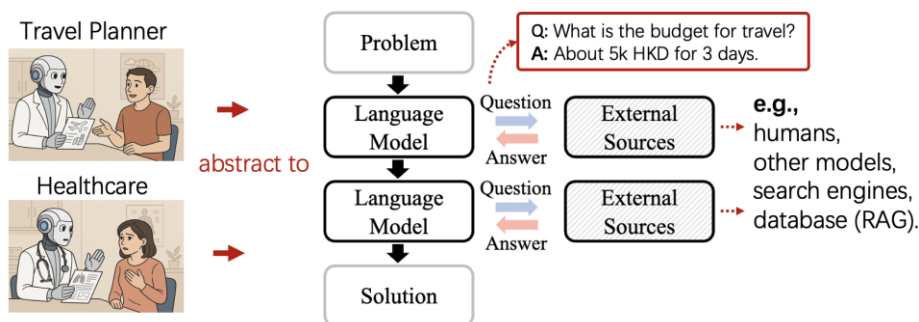 Travel Planner
Healthcare
abstract to
Problem
Language
Model
Language
Model
Solution
Question
Answer
Question
Answer
External
Sources
External
Sources
Q: What is the budget for travel?
A: About 5k HKD for 3 days.
e.g.,
humans,
other models,
search engines,
database (RAG).